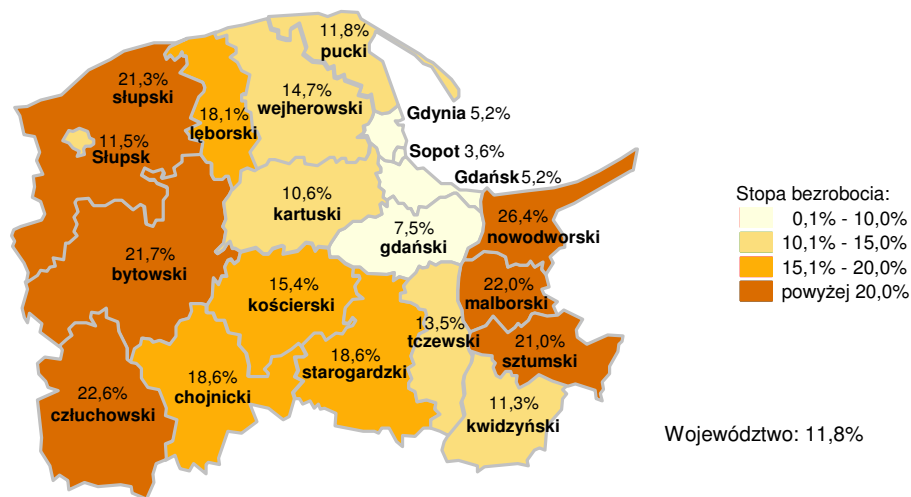 11,8%
pucki
21,3%
słupski
14,7%
wejherowski
18,1%
lęborski
Gdynia 5,2%
11,5%
Słupsk
Sopot 3,6%
Gdańsk 5,2%
10,6%
kartuski
26,4%
nowodworski
7,5%
gdański
21,7%
bytowski
15,4%
kościerski
22,0%
malborski
13,5%
tczewski
21,0%
sztumski
18,6%
starogardzki
18,6%
chojnicki
22,6%
człuchowski
11,3%
kwidzyński
Stopa bezrobocia:
0,1% - 10,0%
10,1% - 15,0%
15,1% - 20,0%
powyżej 20,0%
Województwo: 11,8%